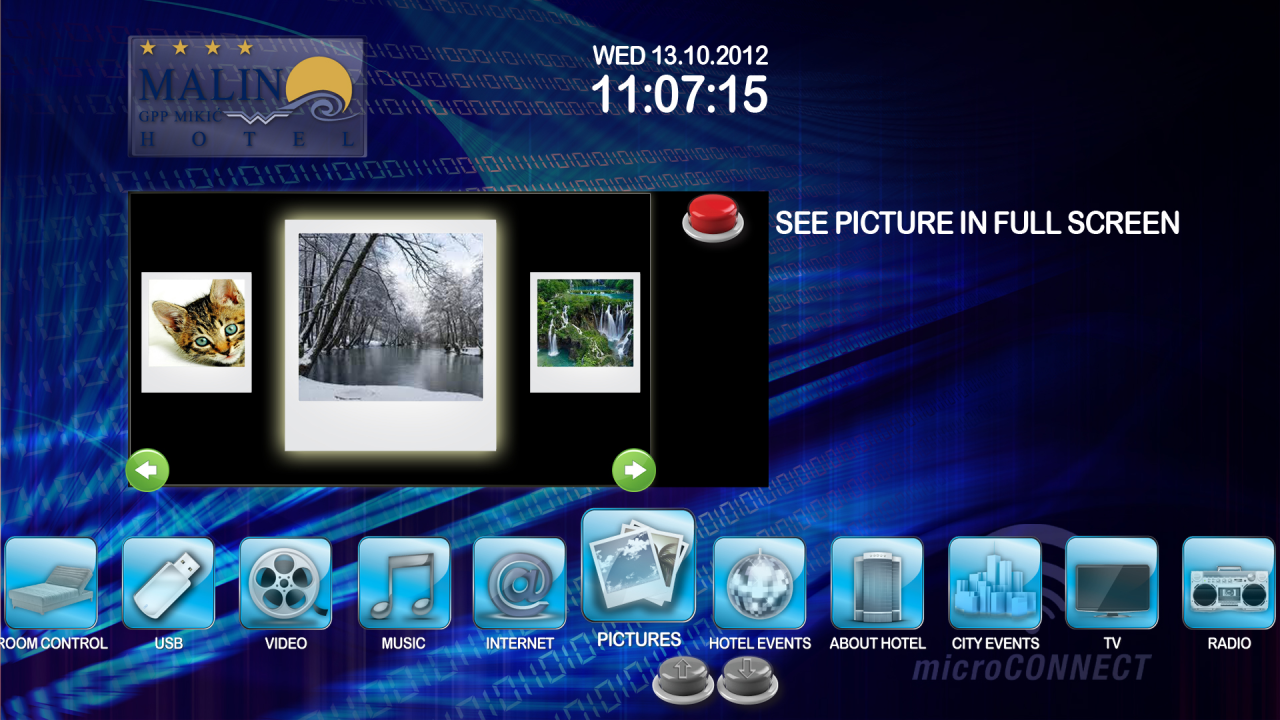 MALIN
GPP MIKIC
HOTEL
WED 13.10.2012
11:07:15
SEE PICTURE IN FULL SCREEN
ROOM CONTROL
USB
VIDEO
MUSIC
INTERNET
PICTURES
HOTEL EVENTS
ABOUT HOTEL
CITY EVENTS
TV
RADIO
microCONNECT